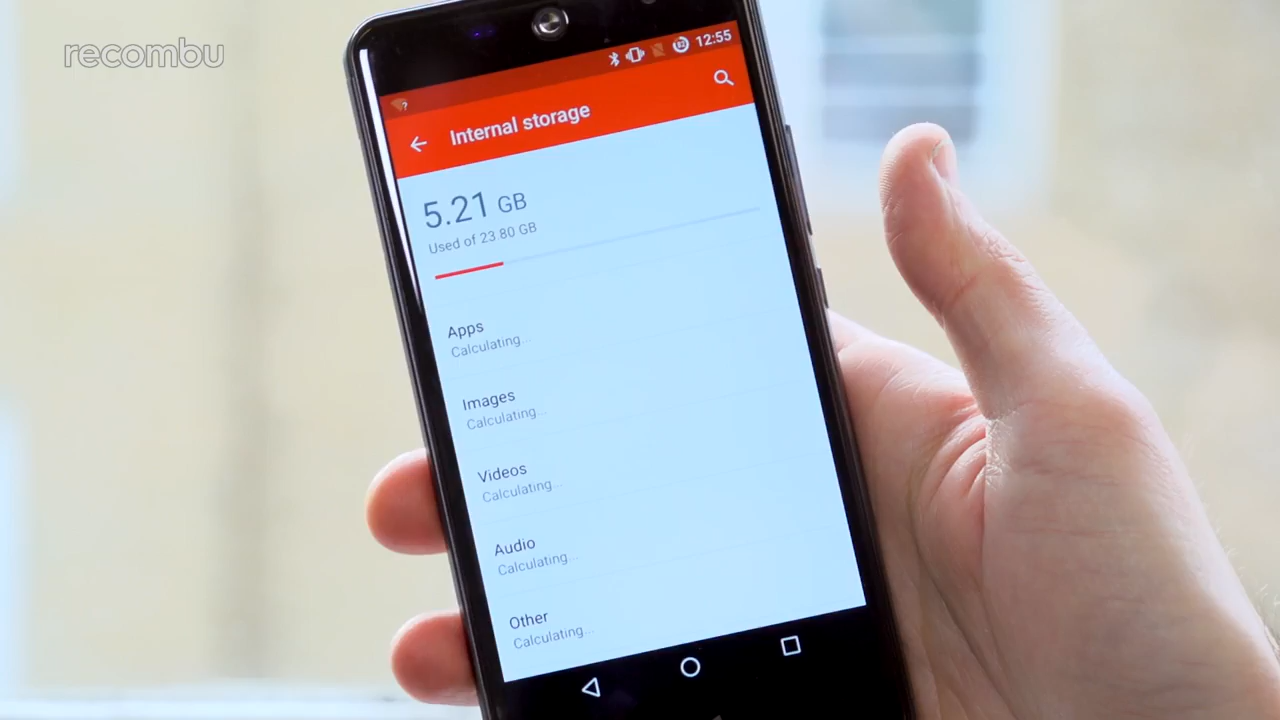 recombu
12:55
Internal storage
5.21 GB
Used of 23.80 GB
Apps
Calculating...
Images
Calculating...
Videos
Calculating...
Audio
Calculating...
Other
Calculating...